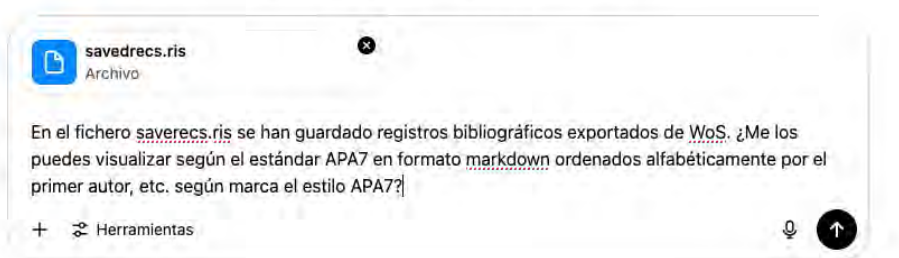 savedrecs.ris
Archivo
En el fichero saverecs.ris se han guardado registros bibliográficos exportados de WoS. ¿Me los
puedes visualizar según el estándar APA7 en formato markdown ordenados alfabéticamente por el
primer autor, etc. según marca el estilo APA7?
Herramientas